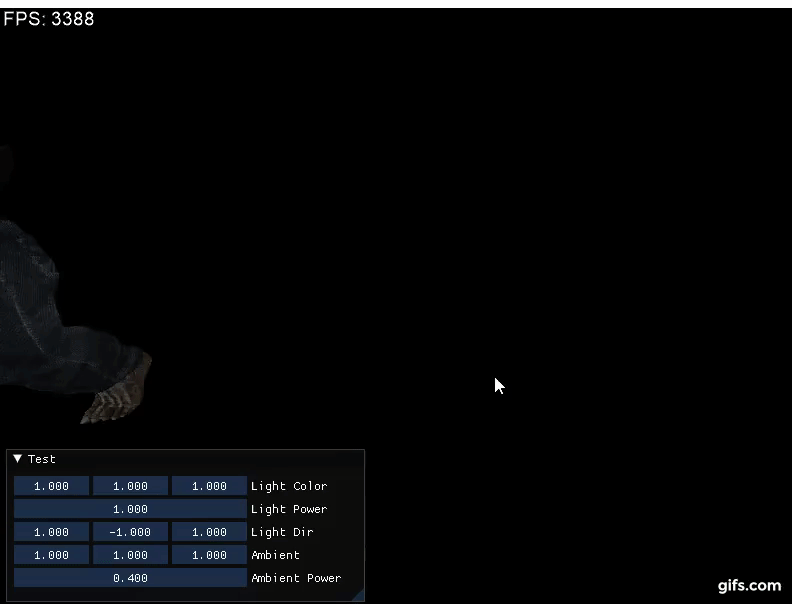 FPS: 3388
▼ Test
1.000 1.000 1.000 Light Color
1.000 Light Power
1.000 -1.000 1.000 Light Dir
1.000 1.000 1.000 Ambient
0.400 Ambient Power
gifs.com